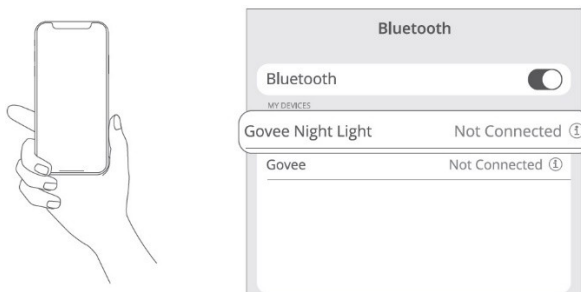 Bluetooth
Bluetooth
MY DEVICES
Govee Night Light Not Connected
Govee Not Connected